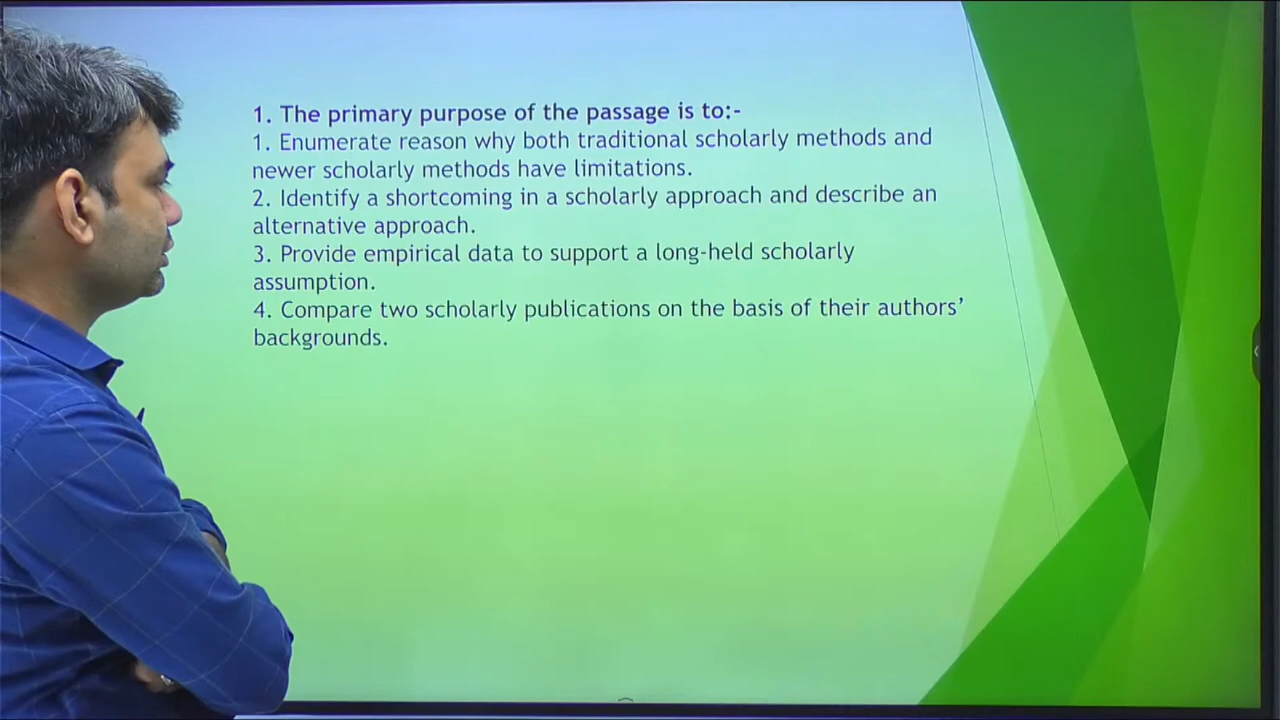 1. The primary purpose of the passage is to:-
1. Enumerate reason why both traditional scholarly methods and
newer scholarly methods have limitations.
2. Identify a shortcoming in a scholarly approach and describe an
alternative approach.
3. Provide empirical data to support a long-held scholarly
assumption.
4. Compare two scholarly publications on the basis of their authors’
backgrounds.